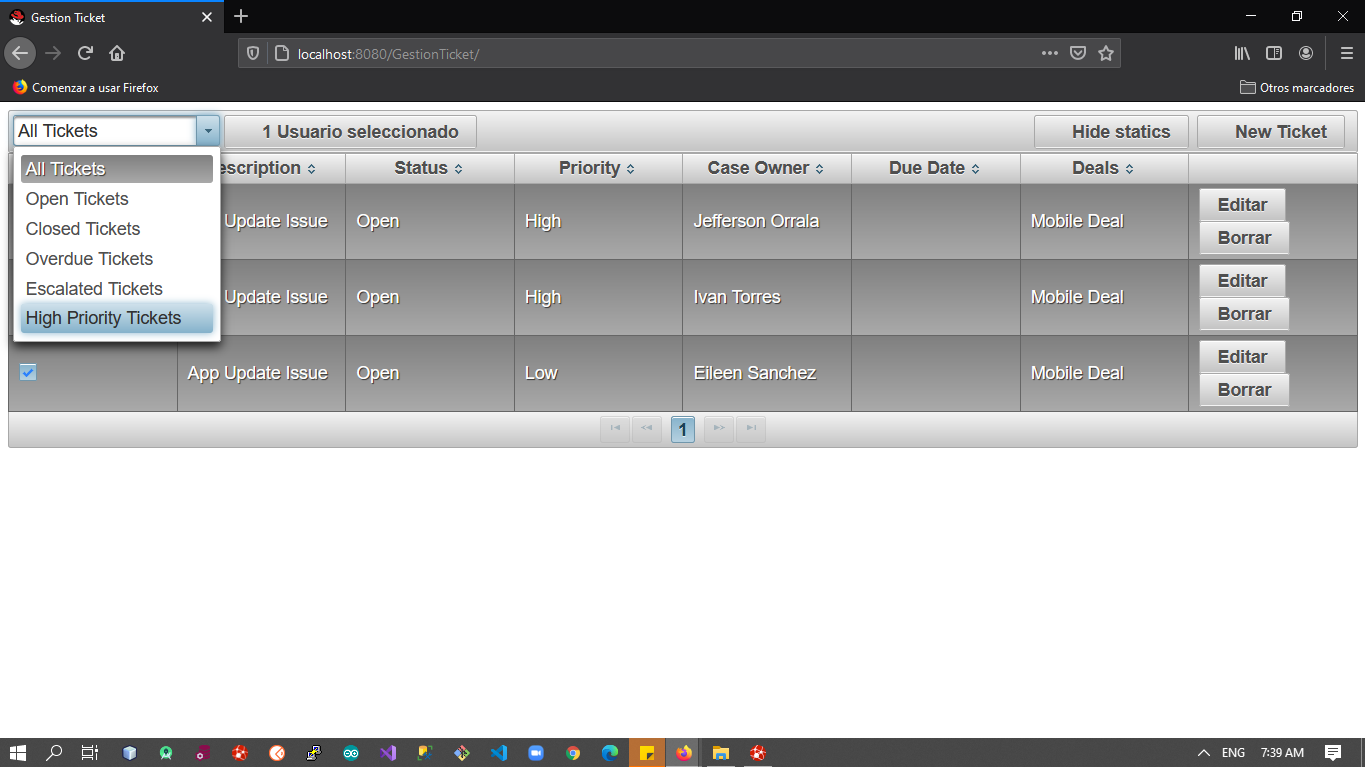 Gestion Ticket
localhost:8080/GestionTicket/
Comenzar a usar Firefox
Otros marcadores
All Tickets
1 Usuario seleccionado
Hide statics
New Ticket
All Tickets
Open Tickets
Closed Tickets
Overdue Tickets
Escalated Tickets
High Priority Tickets
escription
Status
Priority
Case Owner
Due Date
Deals
Update Issue
Open
High
Jefferson Orrala
Mobile Deal
Editar
Borrar
Update Issue
Open
High
Ivan Torres
Mobile Deal
Editar
Borrar
App Update Issue
Open
Low
Eileen Sanchez
Mobile Deal
Editar
Borrar
1
ENG
7:39 AM